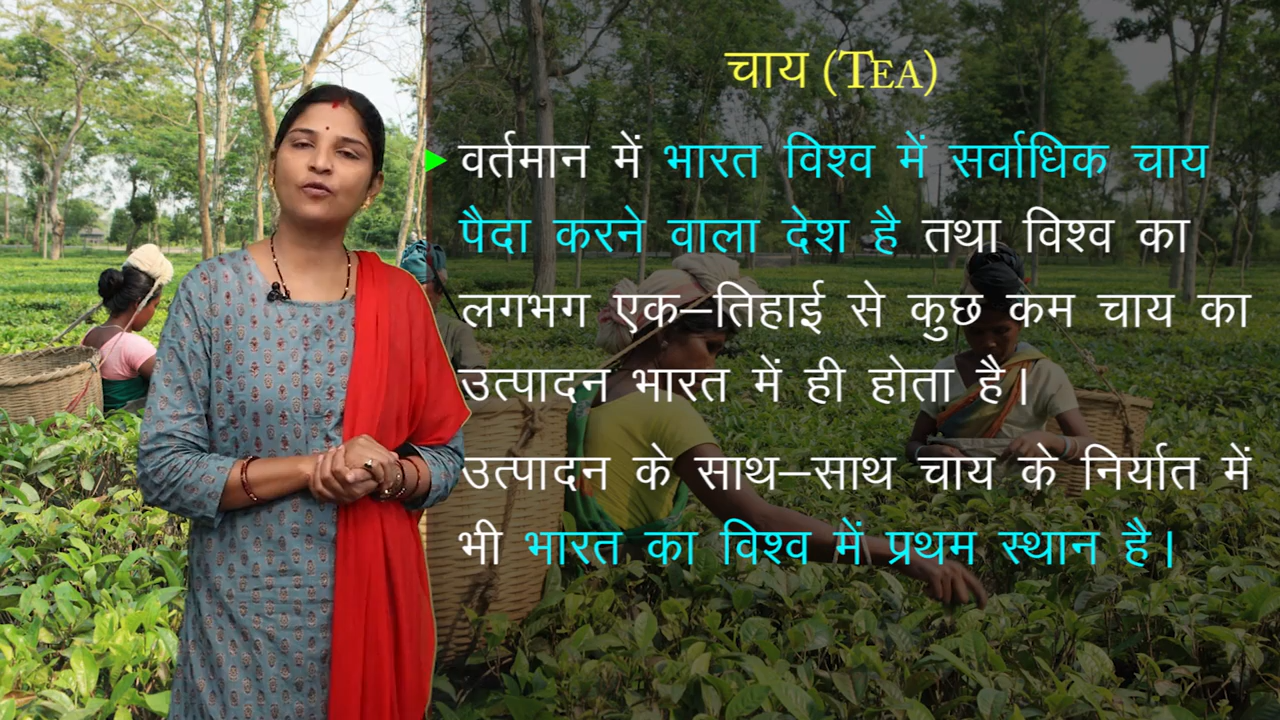 चाय (TEA)
वर्तमान में भारत विश्व में सर्वाधिक चाय
पैदा करने वाला देश है तथा विश्व का
लगभग एक–तिहाई से कुछ कम चाय का
उत्पादन भारत में ही होता है।
उत्पादन के साथ–साथ चाय के निर्यात में
भी भारत का विश्व में प्रथम स्थान है।